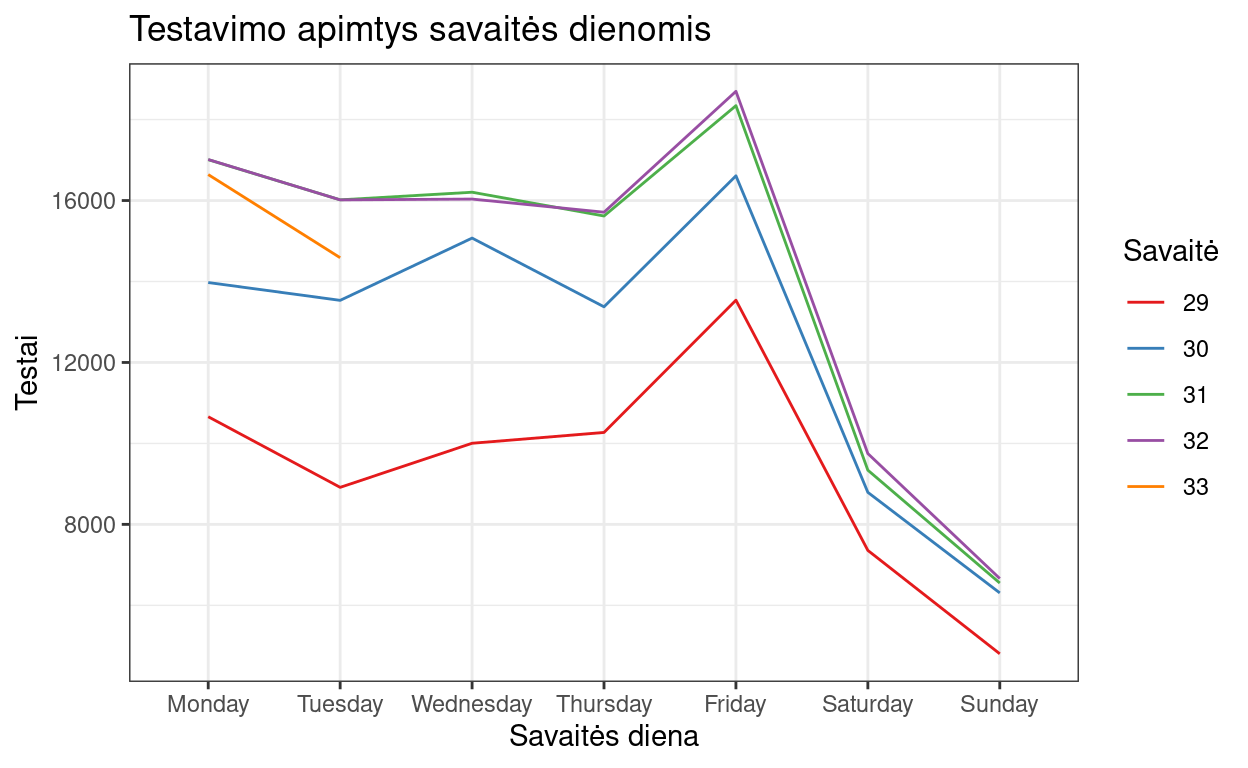 Testavimo apimtys savaitės dienomis
Testai
16000
12000
8000
Monday Tuesday Wednesday Thursday Friday Saturday Sunday
Savaitės diena
Savaitė
29
30
31
32
33